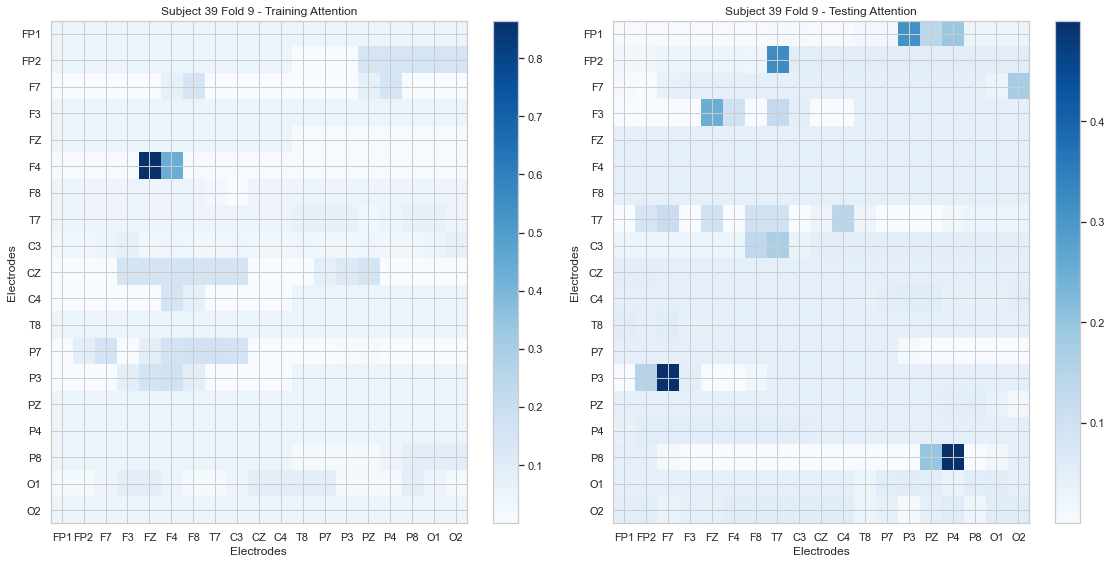 Subject 39 Fold 9 - Training Attention
FP1
FP2
F7
F3
FZ
F4
F8
T7
C3
CZ
C4
T8
P7
P3
PZ
P4
P8
O1
O2
Electrodes
FP1 FP2 F7 F3 FZ F4 F8 T7 C3 CZ C4 T8 P7 P3 PZ P4 P8 O1 O2
Electrodes
0.8
0.7
0.6
0.5
0.4
0.3
0.2
0.1
Subject 39 Fold 9 - Testing Attention
FP1
FP2
F7
F3
FZ
F4
F8
T7
C3
CZ
C4
T8
P7
P3
PZ
P4
P8
O1
O2
Electrodes
FP1 FP2 F7 F3 FZ F4 F8 T7 C3 CZ C4 T8 P7 P3 PZ P4 P8 O1 O2
Electrodes
0.4
0.3
0.2
0.1